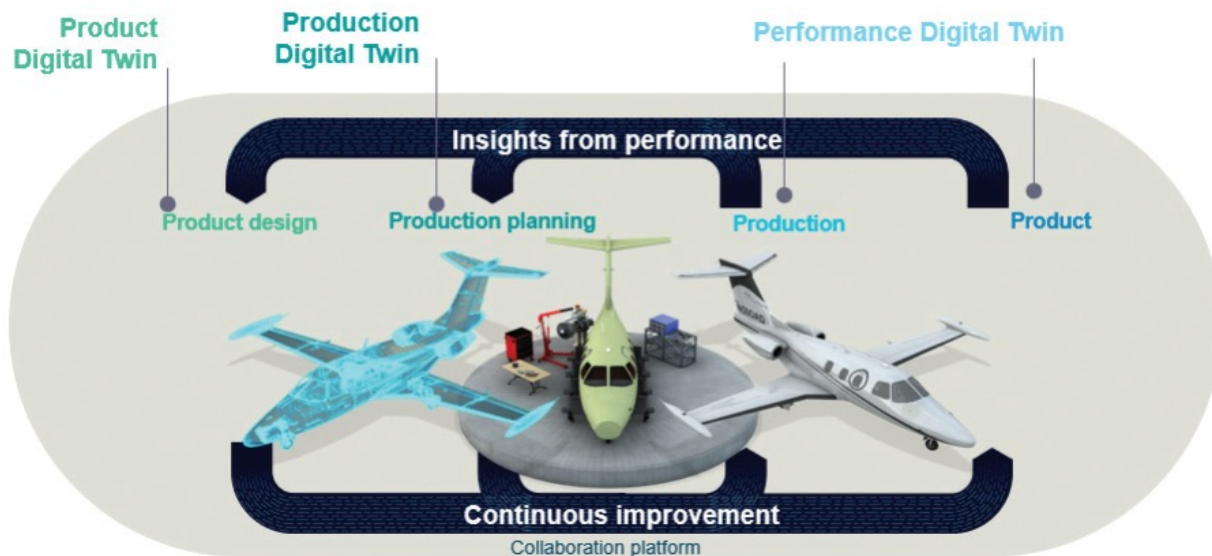 Product
Digital Twin
Production
Digital Twin
Performance Digital Twin
Insights from performance
Product design
Production planning
Production
Product
Continuous improvement
Collaboration platform